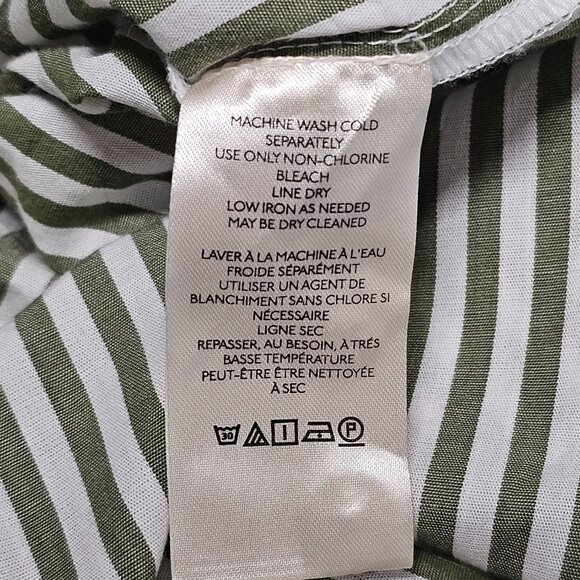 MACHINE WASH COLD
SEPARATELY
USE ONLY NON-CHLORINE
BLEACH
LINE DRY
LOW IRON AS NEEDED
MAY BE DRY CLEANED
LAVER À LA MACHINE À L'EAU
FROIDE SÉPARÉMENT
UTILISER UN AGENT DE
BLANCHIMENT SANS CHLORE SI
NÉCESSAIRE
LIGNE SEC
REPASSER, AU BESOIN, À TRÉS
BASSE TEMPÉRATURE
PEUT-ÊTRE ÊTRE NETTOYÉE
À SEC
30 P